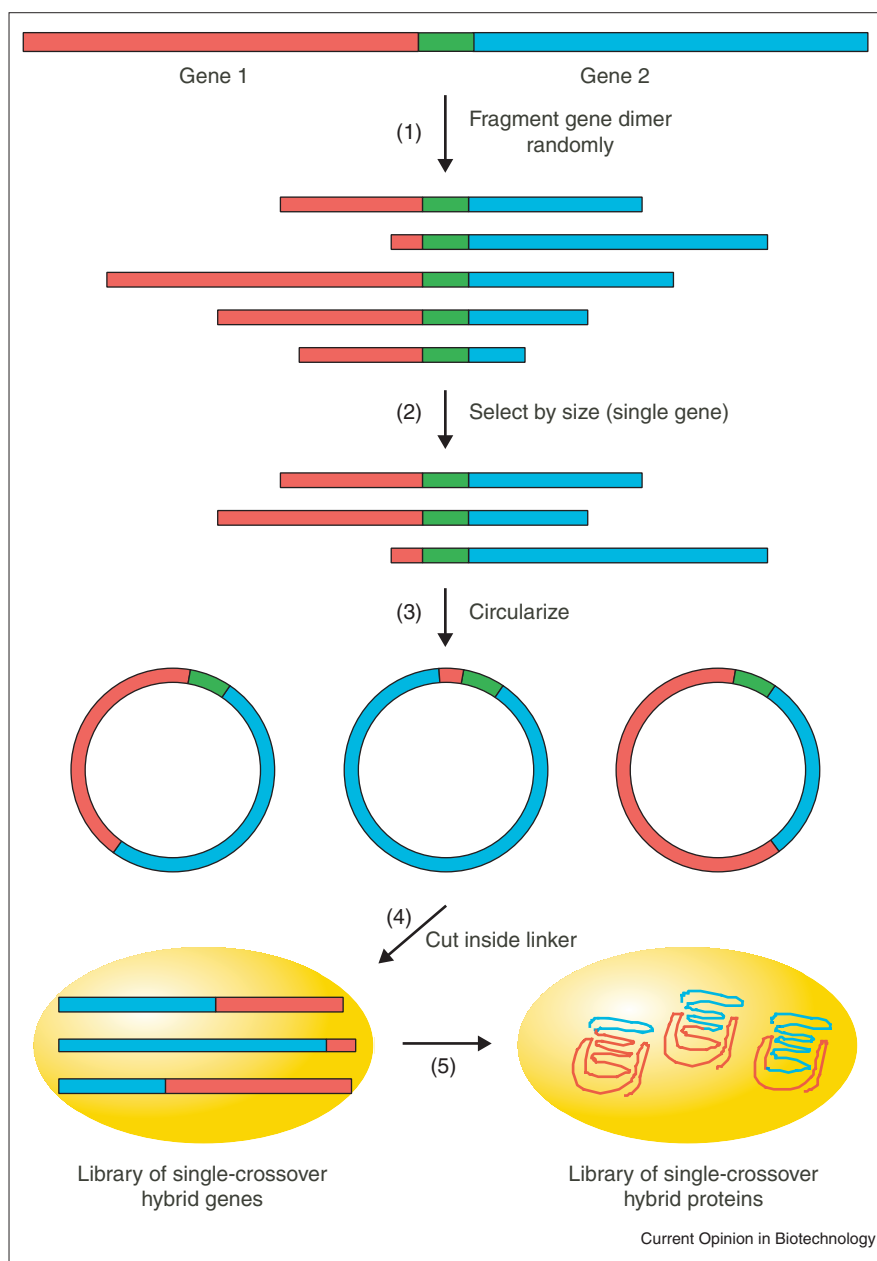 Gene 1
Gene 2
(1)
Fragment gene dimer
randomly
(2)
Select by size (single gene)
(3)
Circularize
(4)
Cut inside linker
(5)
Library of single-crossover
hybrid genes
Library of single-crossover
hybrid proteins
Current Opinion in Biotechnology